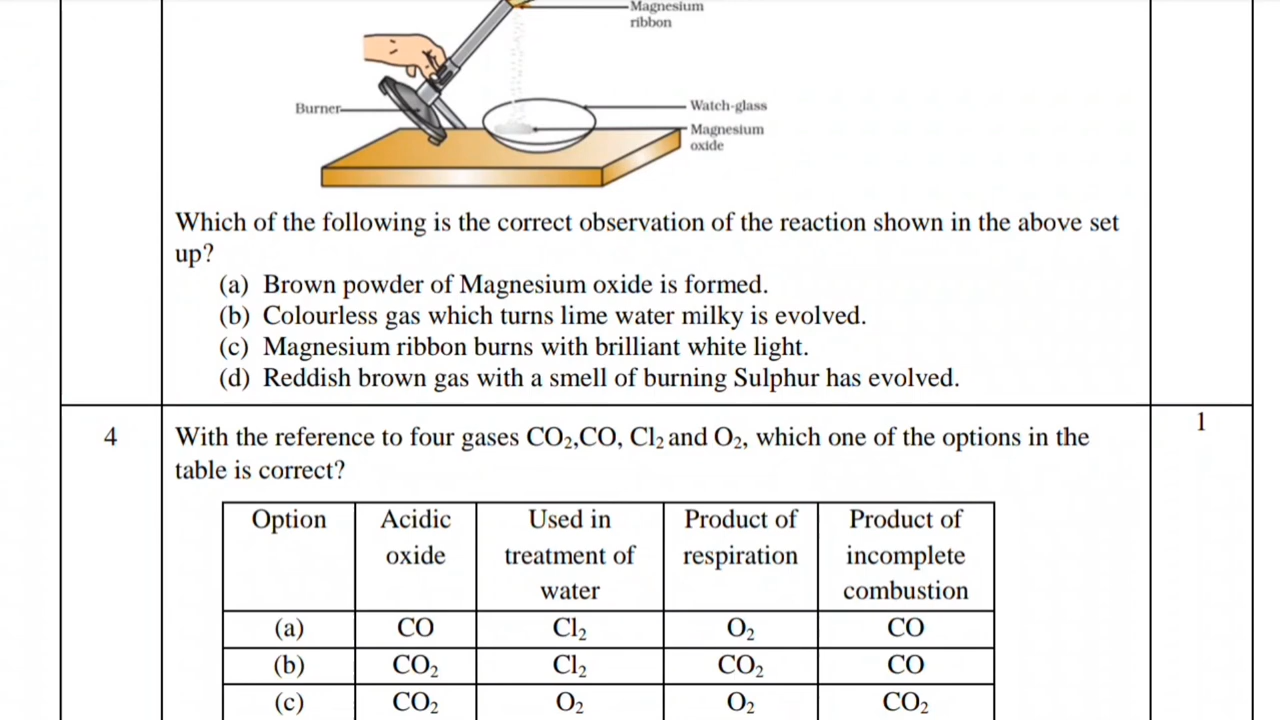 Magnesium
ribbon
Burner
Watch-glass
Magnesium
oxide
Which of the following is the correct observation of the reaction shown in the above set
up?
(a) Brown powder of Magnesium oxide is formed.
(b) Colourless gas which turns lime water milky is evolved.
(c) Magnesium ribbon burns with brilliant white light.
(d) Reddish brown gas with a smell of burning Sulphur has evolved.
4 With the reference to four gases CO₂,CO, Cl₂ and O₂, which one of the options in the 1
table is correct?
Option Acidic Used in Product of Product of
oxide treatment of respiration incomplete
water combustion
(a) CO Cl₂ O₂ CO
(b) CO₂ Cl₂ CO₂ CO
(c) CO₂ O₂ O₂ CO₂